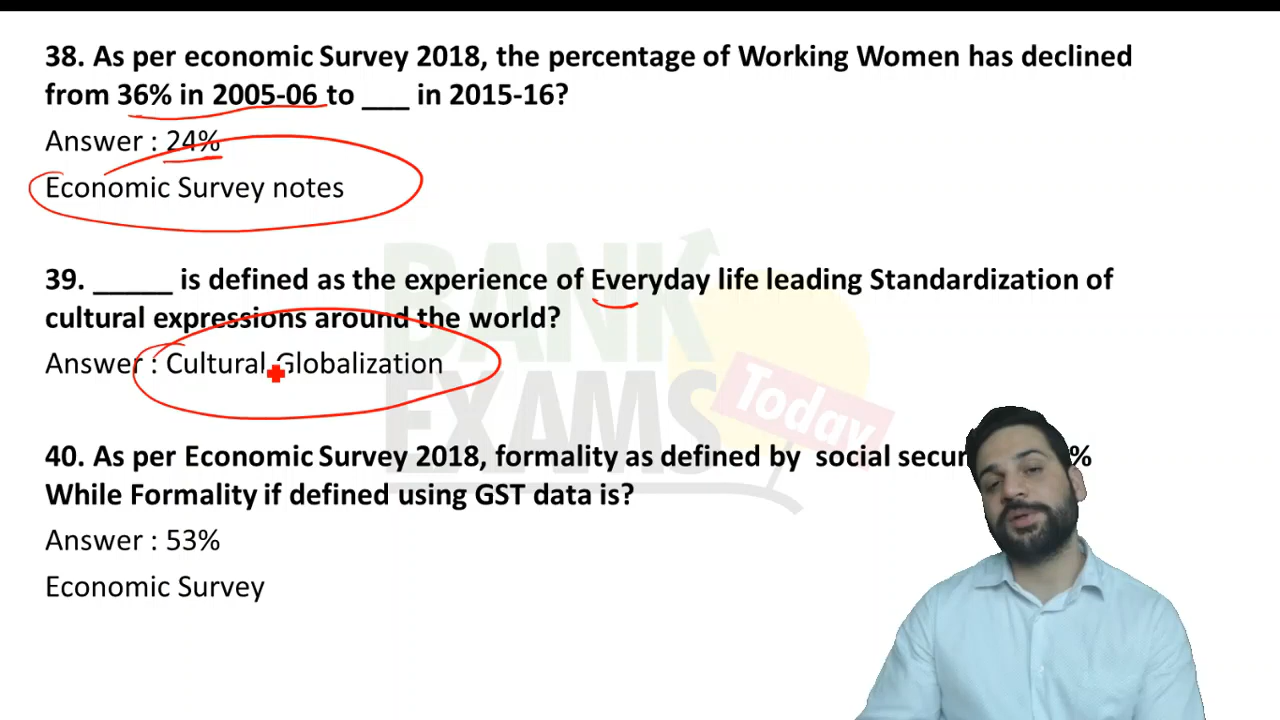 38. As per economic Survey 2018, the percentage of Working Women has declined
from 36% in 2005-06 to ___ in 2015-16?
Answer : 24%
Economic Survey notes
39. _____ is defined as the experience of Everyday life leading Standardization of
cultural expressions around the world?
Answer : Cultural Globalization
40. As per Economic Survey 2018, formality as defined by social %
While Formality if defined using GST data is?
Answer : 53%
Economic Survey
BANK
EXAMS
Today